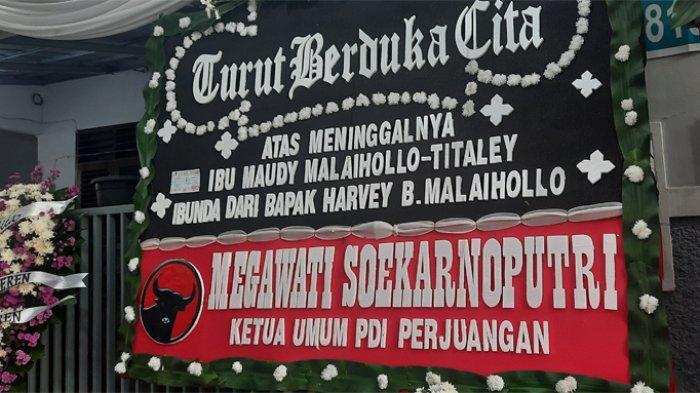 Turut Berduka Cita
ATAS MENINGGALNYA
IBU MAUDY MALAIHOLLO-TITALEY
IBUNDA DARI BAPAK HARVEY B. MALAIHOLLO
MEGAWATI SOEKARNOPUTRI
KETUA UMUM PDI PERJUANGAN